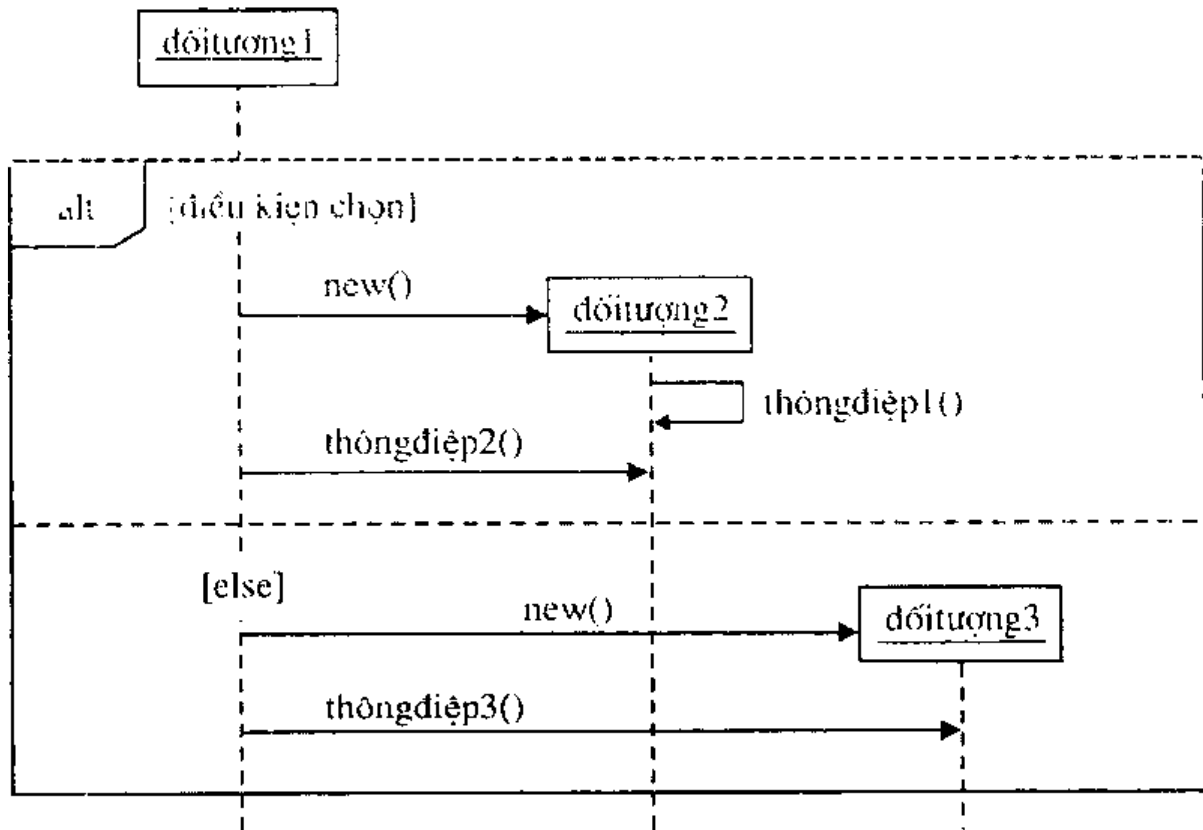 đốitượng1
alt
[điều kiện chọn]
new()
đốitượng2
thôngđiệp1()
thôngđiệp2()
[else]
new()
đốitượng3
thôngđiệp3()